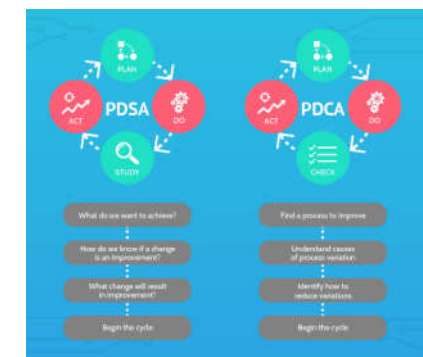 PLAN
ACT
PDSA
DO
STUDY
What do we want to achieve?
How do we know if a change
is an improvement?
What change will result
in improvement?
Begin the cycle
PLAN
ACT
PDCA
DO
CHECK
Find a process to improve
Understand causes
of process variation
Identify how to
reduce variations
Begin the cycle